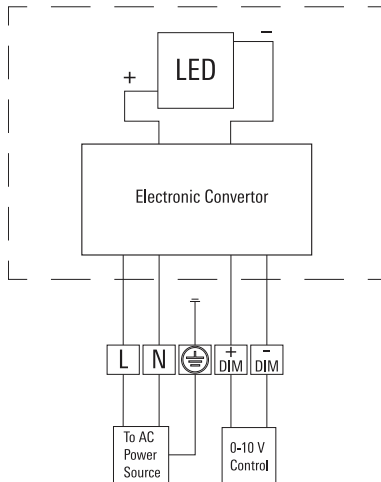 LED
+
-
Electronic Convertor
L
N
+
DIM
-
DIM
To AC
Power
Source
0-10 V
Control